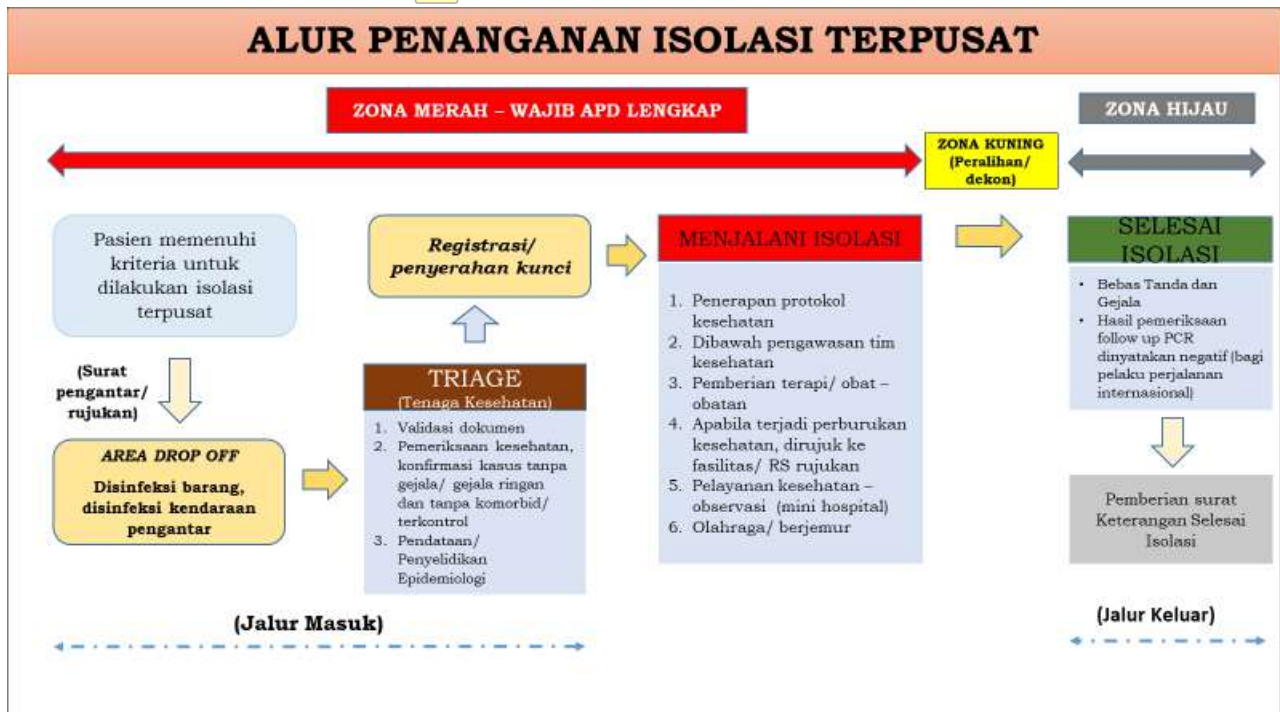 ALUR PENANGANAN ISOLASI TERPUSAT
ZONA MERAH – WAJIB APD LENGKAP
ZONA KUNING
(Peralihan/
dekon)
ZONA HIJAU
Pasien memenuhi
kriteria untuk
dilakukan isolasi
terpusat
(Surat
pengantar/
rujukan)
AREA DROP OFF
Disinfeksi barang,
disinfeksi kendaraan
pengantar
TRIAGE
(Tenaga Kesehatan)
1. Validasi dokumen
2. Pemeriksaan kesehatan,
konfirmasi kasus tanpa
gejala/ gejala ringan
dan tanpa komorbid/
terkontrol
3. Pendataan/
Penyelidikan
Epidemiologi
Registrasi/
penyerahan kunci
MENJALANI ISOLASI
1. Penerapan protokol
kesehatan
2. Dibawah pengawasan tim
kesehatan
3. Pemberian terapi/ obat –
obatan
4. Apabila terjadi perburukan
kesehatan, dirujuk ke
fasilitas/ RS rujukan
5. Pelayanan kesehatan –
observasi (mini hospital)
6. Olahraga/ berjemur
SELESAI
ISOLASI
• Bebas Tanda dan
Gejala
• Hasil pemeriksaan
follow up PCR
dinyatakan negatif (bagi
pelaku perjalanan
internasional)
Pemberian surat
Keterangan Selesai
Isolasi
(Jalur Masuk)
(Jalur Keluar)